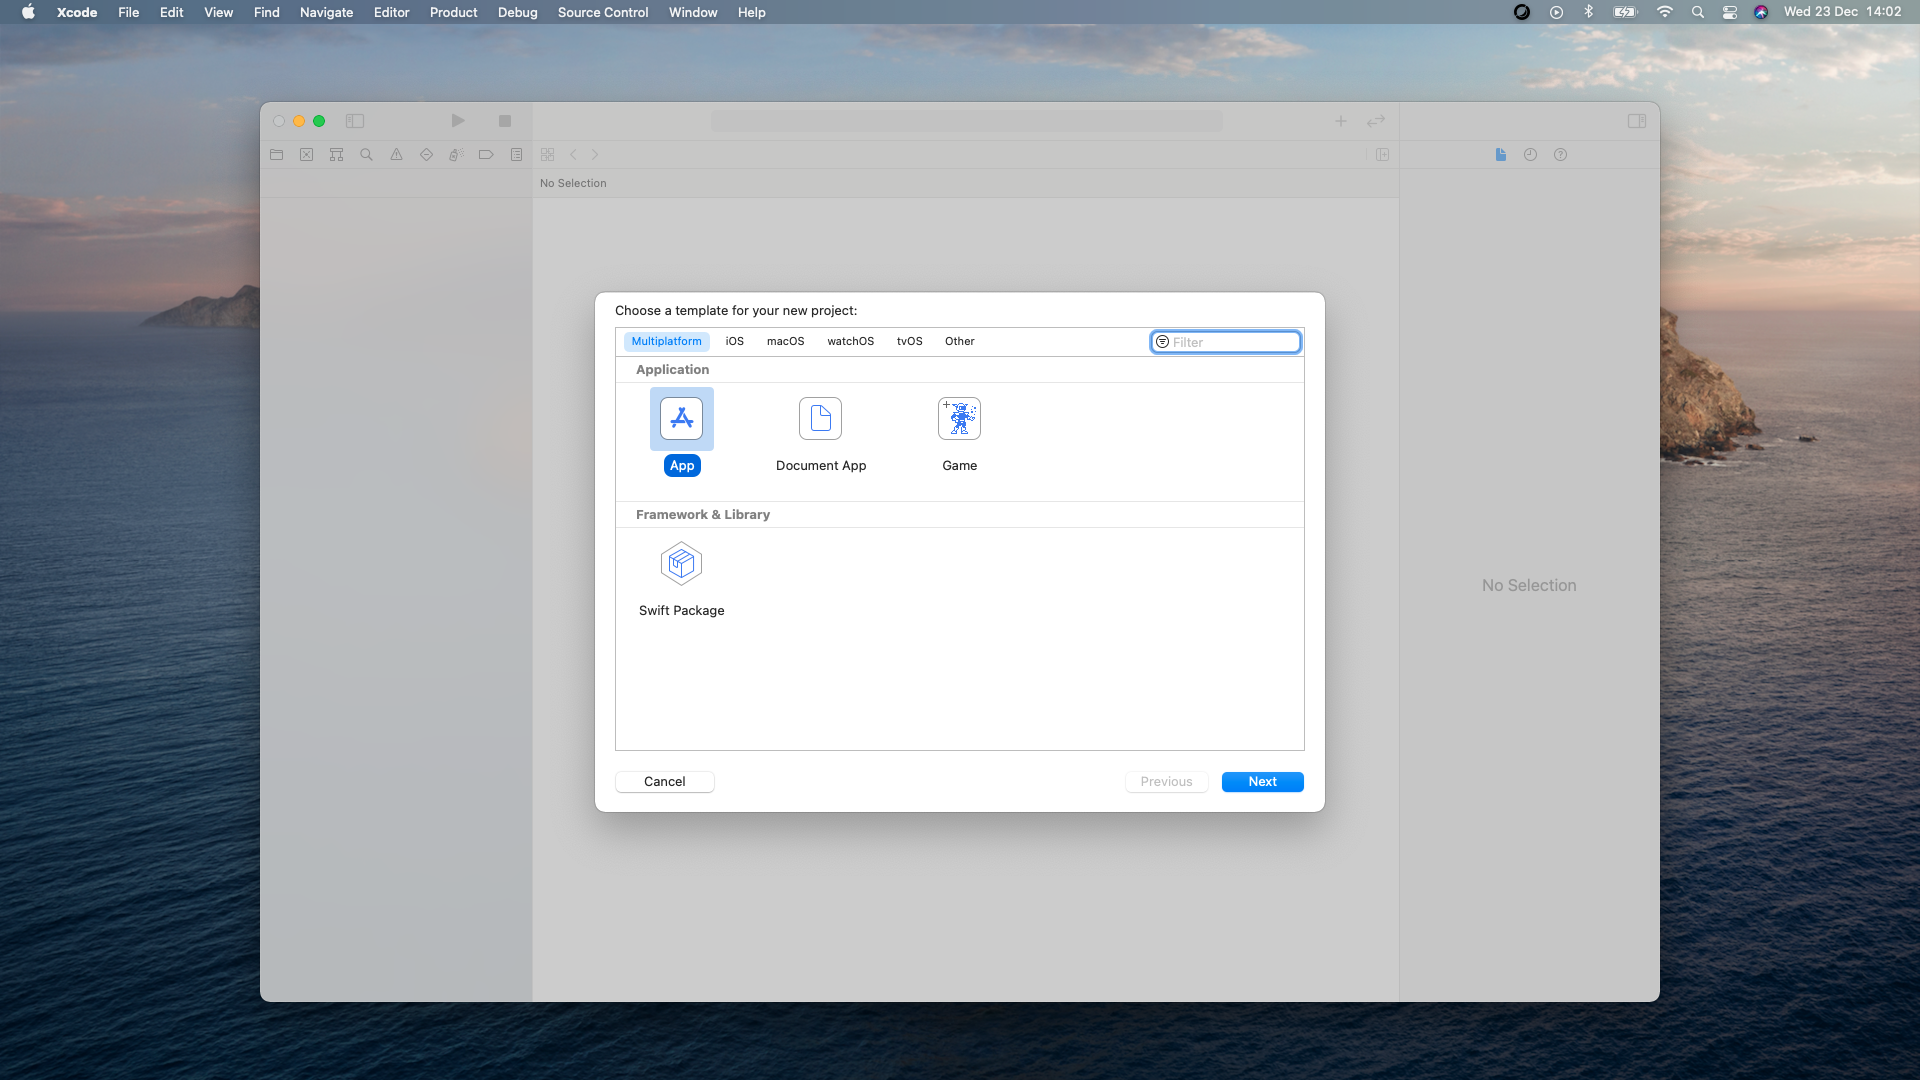 Xcode File Edit View Find Navigate Editor Product Debug Source Control Window Help Wed 23 Dec 14:02
No Selection
Choose a template for your new project:
Multiplatform iOS macOS watchOS tvOS Other Filter
Application
App Document App Game
Framework & Library
No Selection
Swift Package
Cancel Previous Next